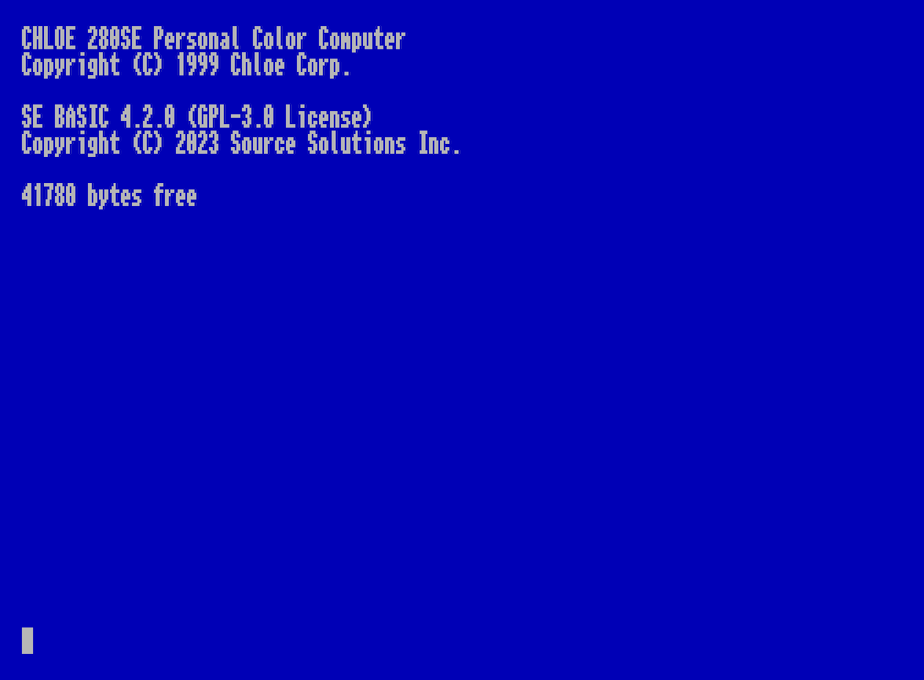 CHLOE 280SE Personal Color Computer
Copyright (C) 1999 Chloe Corp.
SE BASIC 4.2.0 (GPL-3.0 License)
Copyright (C) 2023 Source Solutions Inc.
41780 bytes free